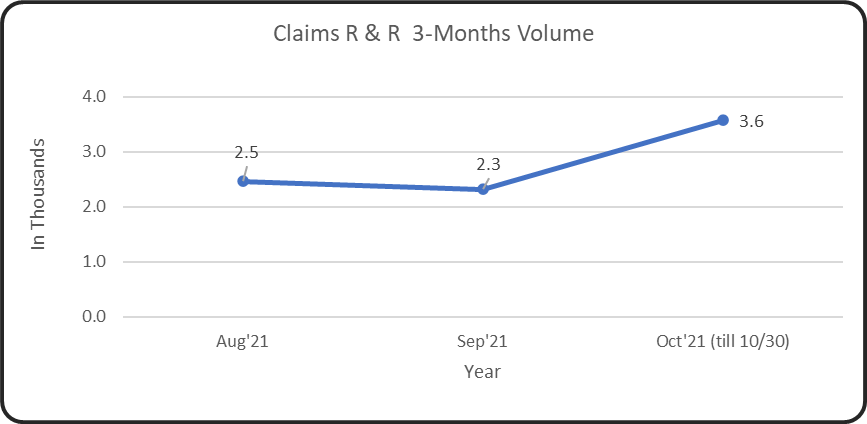 Claims R & R  3-Months Volume
4.0
3.0
2.0
1.0
0.0
In Thousands
2.5
2.3
3.6
Aug'21
Sep'21
Oct'21 (till 10/30)
Year